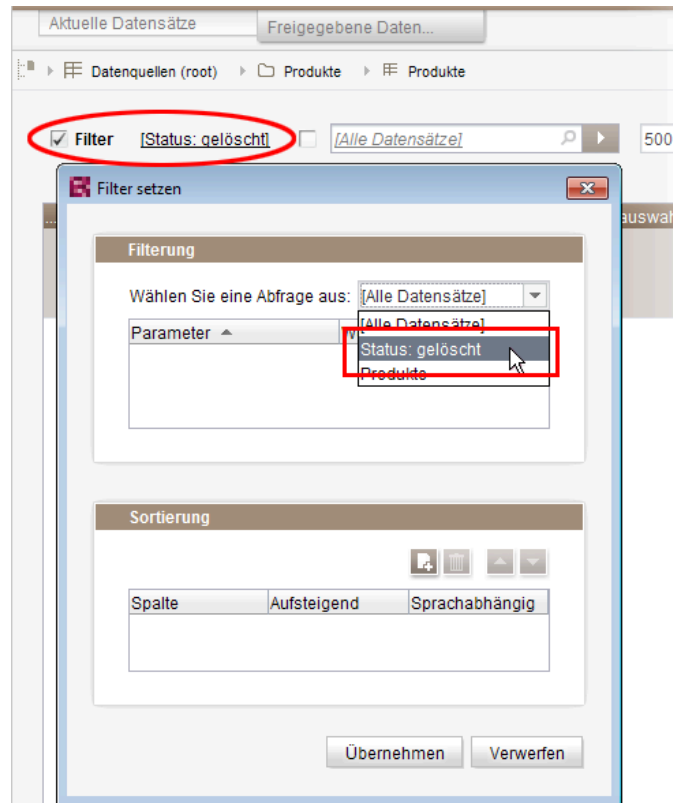 Aktuelle Datensätze
Freigegebene Daten...
Datenquellen (root) Produkte Produkte
Filter [Status: gelöscht] [Alle Datensätze] 500
Filter setzen
...
auswah
Filterung
Wählen Sie eine Abfrage aus: [Alle Datensätze]
[Alle Datensätze]
Parameter W
Status: gelöscht
Produkte
Sortierung
Spalte Aufsteigend Sprachabhängig
Übernehmen Verwerfen